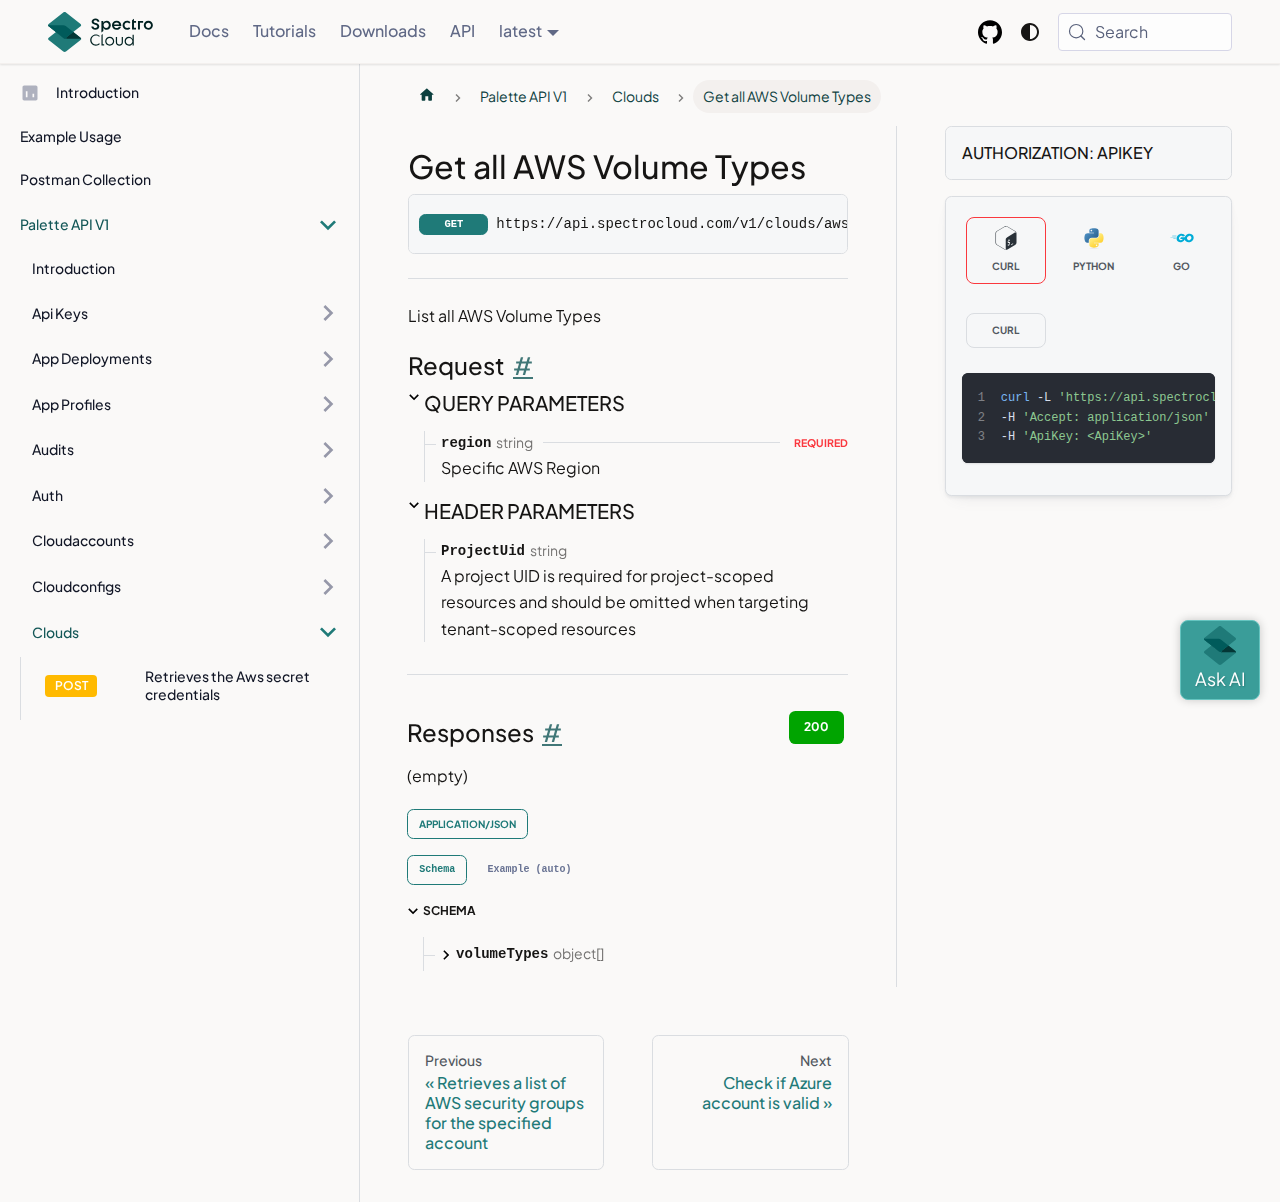 Spectro
Cloud
Docs
Tutorials
Downloads
API
latest
Search
Introduction
Example Usage
Postman Collection
Palette API V1
Introduction
Api Keys
App Deployments
App Profiles
Audits
Auth
Cloudaccounts
Cloudconfigs
Clouds
POST
Retrieves the Aws secret
credentials
Palette API V1
Clouds
Get all AWS Volume Types
Get all AWS Volume Types
GET
https://api.spectrocloud.com/v1/clouds/aws
List all AWS Volume Types
Request #
QUERY PARAMETERS
region string
REQUIRED
Specific AWS Region
HEADER PARAMETERS
ProjectUid string
A project UID is required for project-scoped
resources and should be omitted when targeting
tenant-scoped resources
Responses #
200
(empty)
APPLICATION/JSON
Schema
Example (auto)
SCHEMA
volumeTypes object[]
Previous
« Retrieves a list of
AWS security groups
for the specified
account
Next
Check if Azure
account is valid »
AUTHORIZATION: APIKEY
CURL
PYTHON
GO
GO
CURL
1 curl -L 'https://api.spectrocl
2 -H 'Accept: application/json'
3 -H 'ApiKey: <ApiKey>'
Ask AI